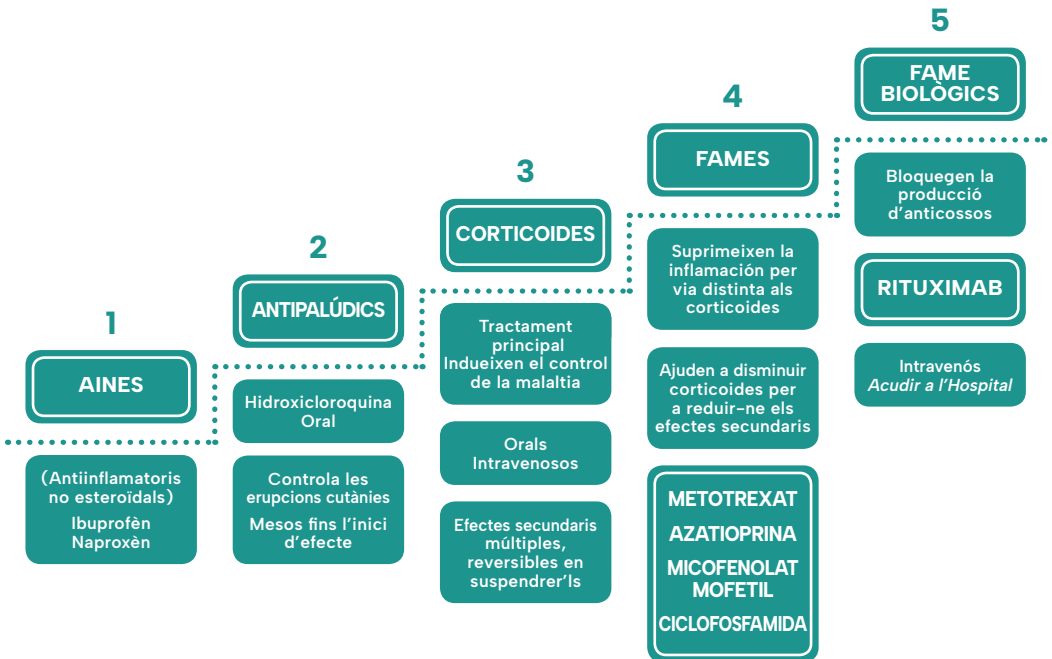 1
AINES
(Antiinflamatoris
no esteroïdals)
Ibuprofèn
Naproxèn
2
ANTIPALÚDICS
Hidroxicloroquina
Oral
Controla les
erupcions cutànies
Mesos fins l’inici
d’efecte
3
CORTICOIDES
Tractament
principal
Indueixen el control
de la malaltia
Orals
Intravenosos
Efectes secundaris
múltiples,
reversibles en
suspendrer’ls
4
FAMES
Suprimeixen la
inflamación per
via distinta als
corticoides
Ajuden a disminuir
corticoides per
a reduir-ne els
efectes secundaris
METOTREXAT
AZATIOPRINA
MICOFENOLAT
MOFETIL
CICLOFOSFAMIDA
5
FAME
BIOLÒGICS
Bloquegen la
producció
d’anticossos
RITUXIMAB
Intravenós
Acudir a l’Hospital